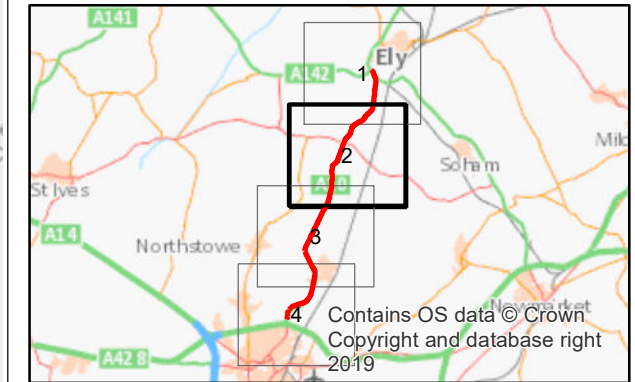 A141
Ely
1
A142
2
Soham
St Ives
A10
A14
Northstowe
3
Newmarket
4
Contains OS data © Crown
Copyright and database right
2019
A428